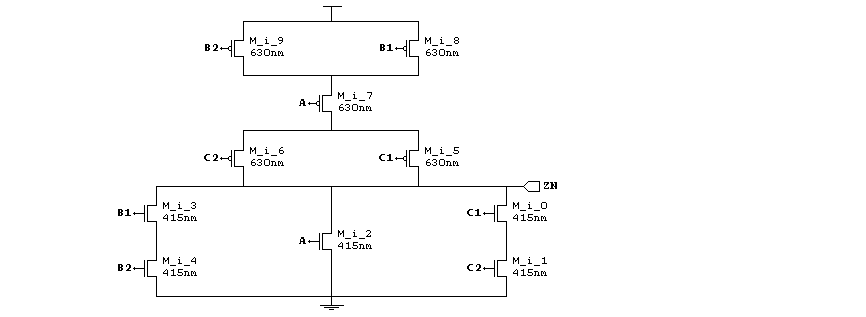 B2 M_i_9 B1 M_i_8
630nm 630nm
A M_i_7
630nm
C2 M_i_6 C1 M_i_5
630nm 630nm
ZN
B1 M_i_3 C1 M_i_0
415nm 415nm
A M_i_2
415nm
B2 M_i_4 C2 M_i_1
415nm 415nm